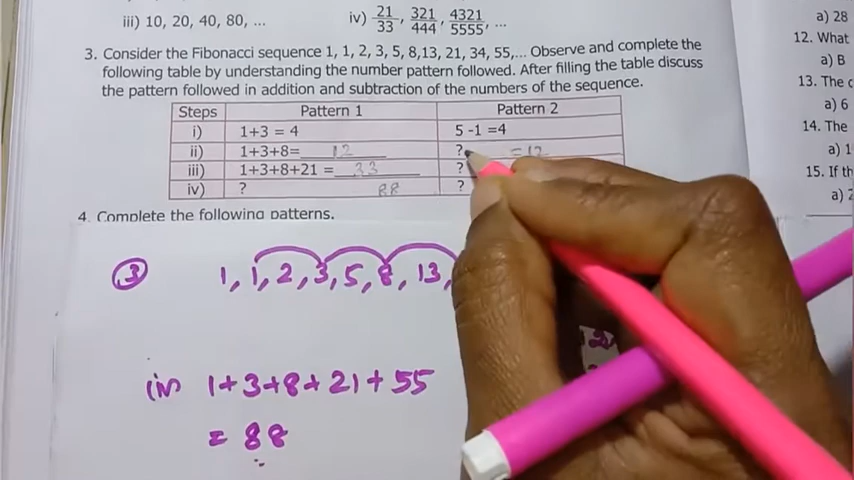 iii) 10, 20, 40, 80, ...
iv) 21/33, 321/444, 4321/5555, ...
3. Consider the Fibonacci sequence 1, 1, 2, 3, 5, 8,13, 21, 34, 55,... Observe and complete the
following table by understanding the number pattern followed. After filling the table discuss
the pattern followed in addition and subtraction of the numbers of the sequence.
Steps Pattern 1 Pattern 2
i) 1+3 = 4 5 -1 =4
ii) 1+3+8= 12 ? =12
iii) 1+3+8+21 = 33 ?
iv) ? 88 ?
4. Complete the following patterns.
3 1, 1, 2, 3, 5, 8, 13,
(iv) 1+3+8+21+55
= 88
a) 28
12. What
a) B
13. The
a) 6
14. The
a) 1
15. If th
a)